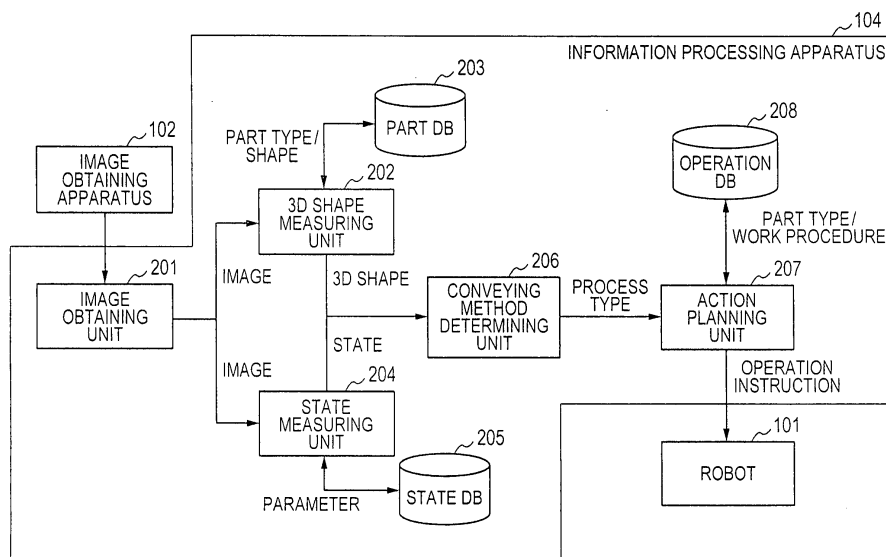 104
INFORMATION PROCESSING APPARATUS
203
PART DB
102
IMAGE
OBTAINING
APPARATUS
PART TYPE/
SHAPE
208
OPERATION
DB
202
3D SHAPE
MEASURING
UNIT
PART TYPE/
WORK PROCEDURE
201
IMAGE
OBTAINING
UNIT
IMAGE
3D SHAPE
206
CONVEYING
METHOD
DETERMINING
UNIT
PROCESS
TYPE
207
ACTION
PLANNING
UNIT
STATE
IMAGE
204
STATE
MEASURING
UNIT
OPERATION
INSTRUCTION
205
STATE DB
PARAMETER
101
ROBOT